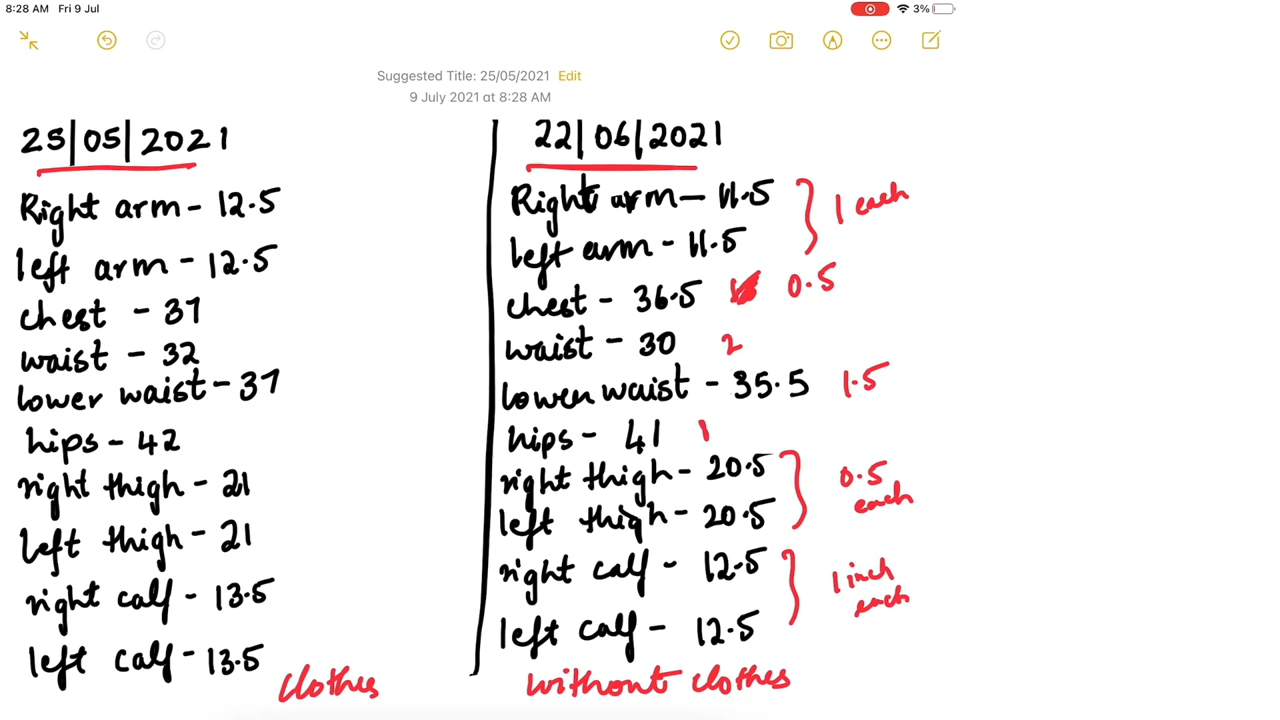 8:28 AM Fri 9 Jul
3%
Suggested Title: 25/05/2021 Edit
9 July 2021 at 8:28 AM
25|05|2021
Right arm - 12.5
left arm - 12.5
chest - 37
waist - 32
lower waist - 37
hips - 42
right thigh - 21
left thigh - 21
right calf - 13.5
left calf - 13.5
clothes
22|06|2021
Right arm - 11.5
left arm - 11.5
1 each
chest - 36.5 0.5
waist - 30 2
lower waist - 35.5 1.5
hips - 41 1
right thigh - 20.5
left thigh - 20.5
0.5
each
right calf - 12.5
left calf - 12.5
1 inch
each
without clothes